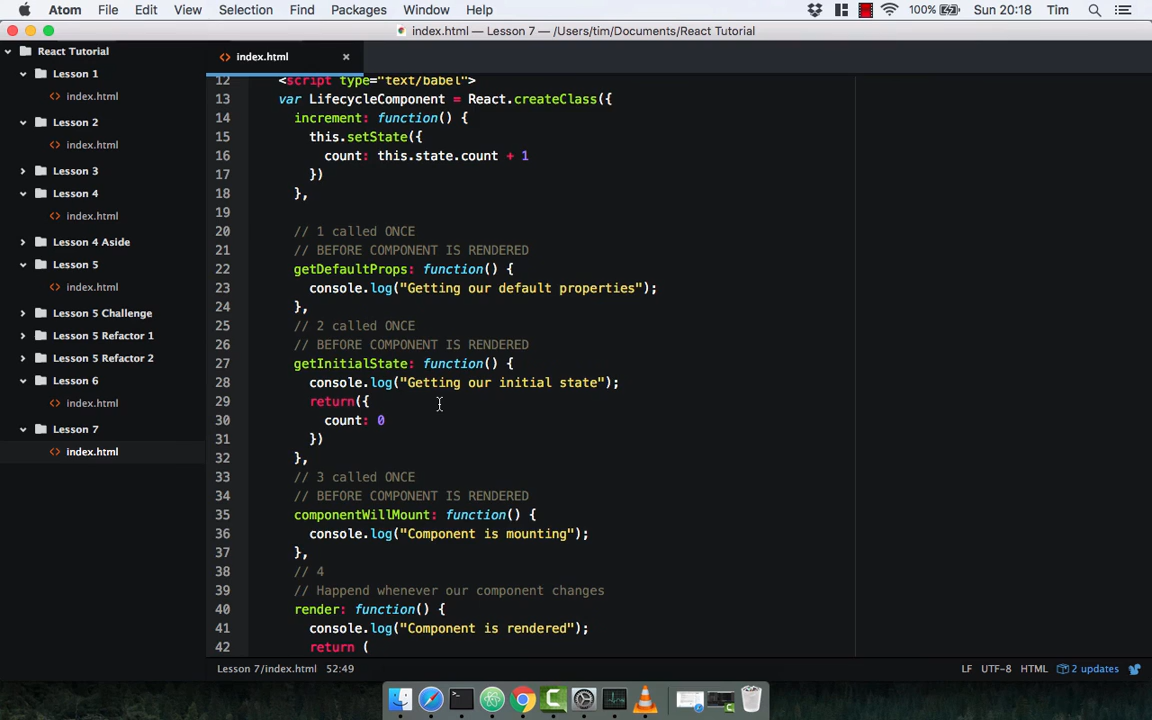 Atom File Edit View Selection Find Packages Window Help 100% Sun 20:18 Tim
index.html — Lesson 7 — /Users/tim/Documents/React Tutorial
React Tutorial
Lesson 1
index.html
Lesson 2
index.html
Lesson 3
Lesson 4
index.html
Lesson 4 Aside
Lesson 5
index.html
Lesson 5 Challenge
Lesson 5 Refactor 1
Lesson 5 Refactor 2
Lesson 6
index.html
Lesson 7
index.html
index.html
12 <script type="text/babel">
13 var LifecycleComponent = React.createClass({
14 increment: function() {
15 this.setState({
16 count: this.state.count + 1
17 })
18 },
19
20 // 1 called ONCE
21 // BEFORE COMPONENT IS RENDERED
22 getDefaultProps: function() {
23 console.log("Getting our default properties");
24 },
25 // 2 called ONCE
26 // BEFORE COMPONENT IS RENDERED
27 getInitialState: function() {
28 console.log("Getting our initial state");
29 return({
30 count: 0
31 })
32 },
33 // 3 called ONCE
34 // BEFORE COMPONENT IS RENDERED
35 componentWillMount: function() {
36 console.log("Component is mounting");
37 },
38 // 4
39 // Happend whenever our component changes
40 render: function() {
41 console.log("Component is rendered");
42 return (
Lesson 7/index.html 52:49 LF UTF-8 HTML 2 updates